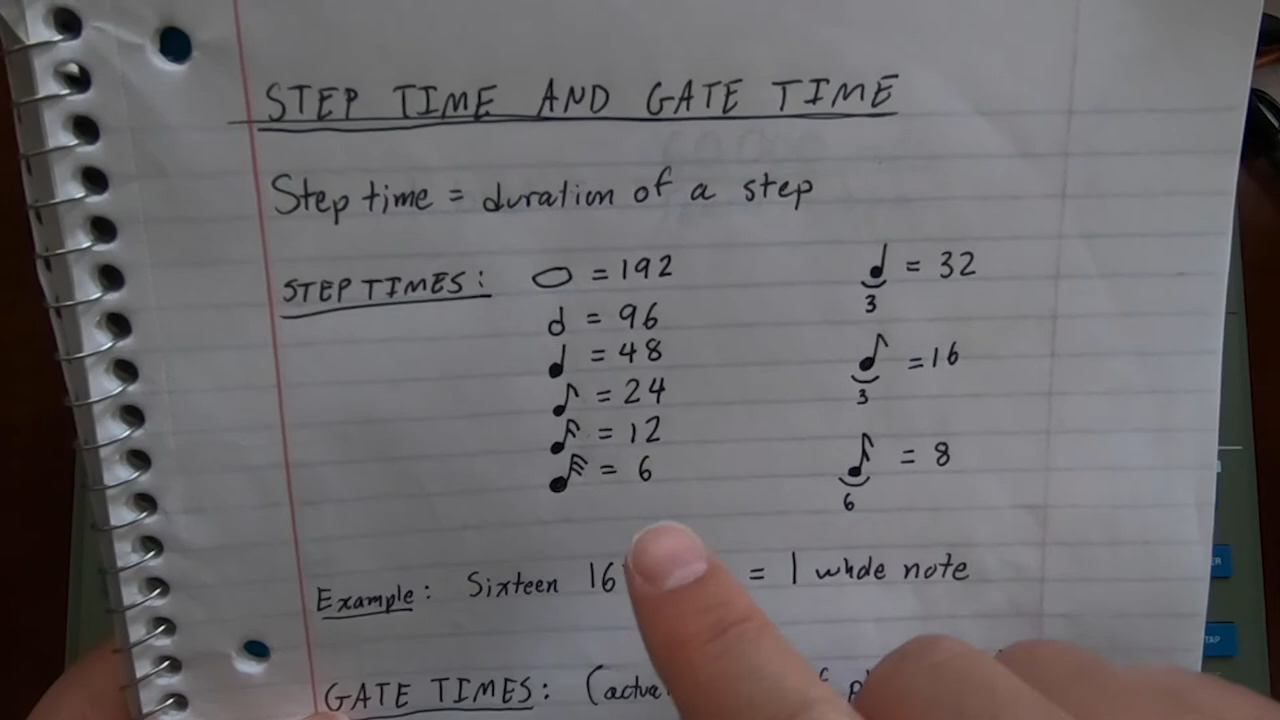 STEP TIME AND GATE TIME
Step time = duration of a step
STEP TIMES: 𝅝 = 192
𝅗𝅥 = 96
♩ = 48
♪ = 24
𝅘𝅥𝅯 = 12
𝅘𝅥𝅰 = 6
♩ 3 = 32
♪ 3 = 16
♪ 6 = 8
Example: Sixteen 16 = 1 whole note
GATE TIMES: (
TAP